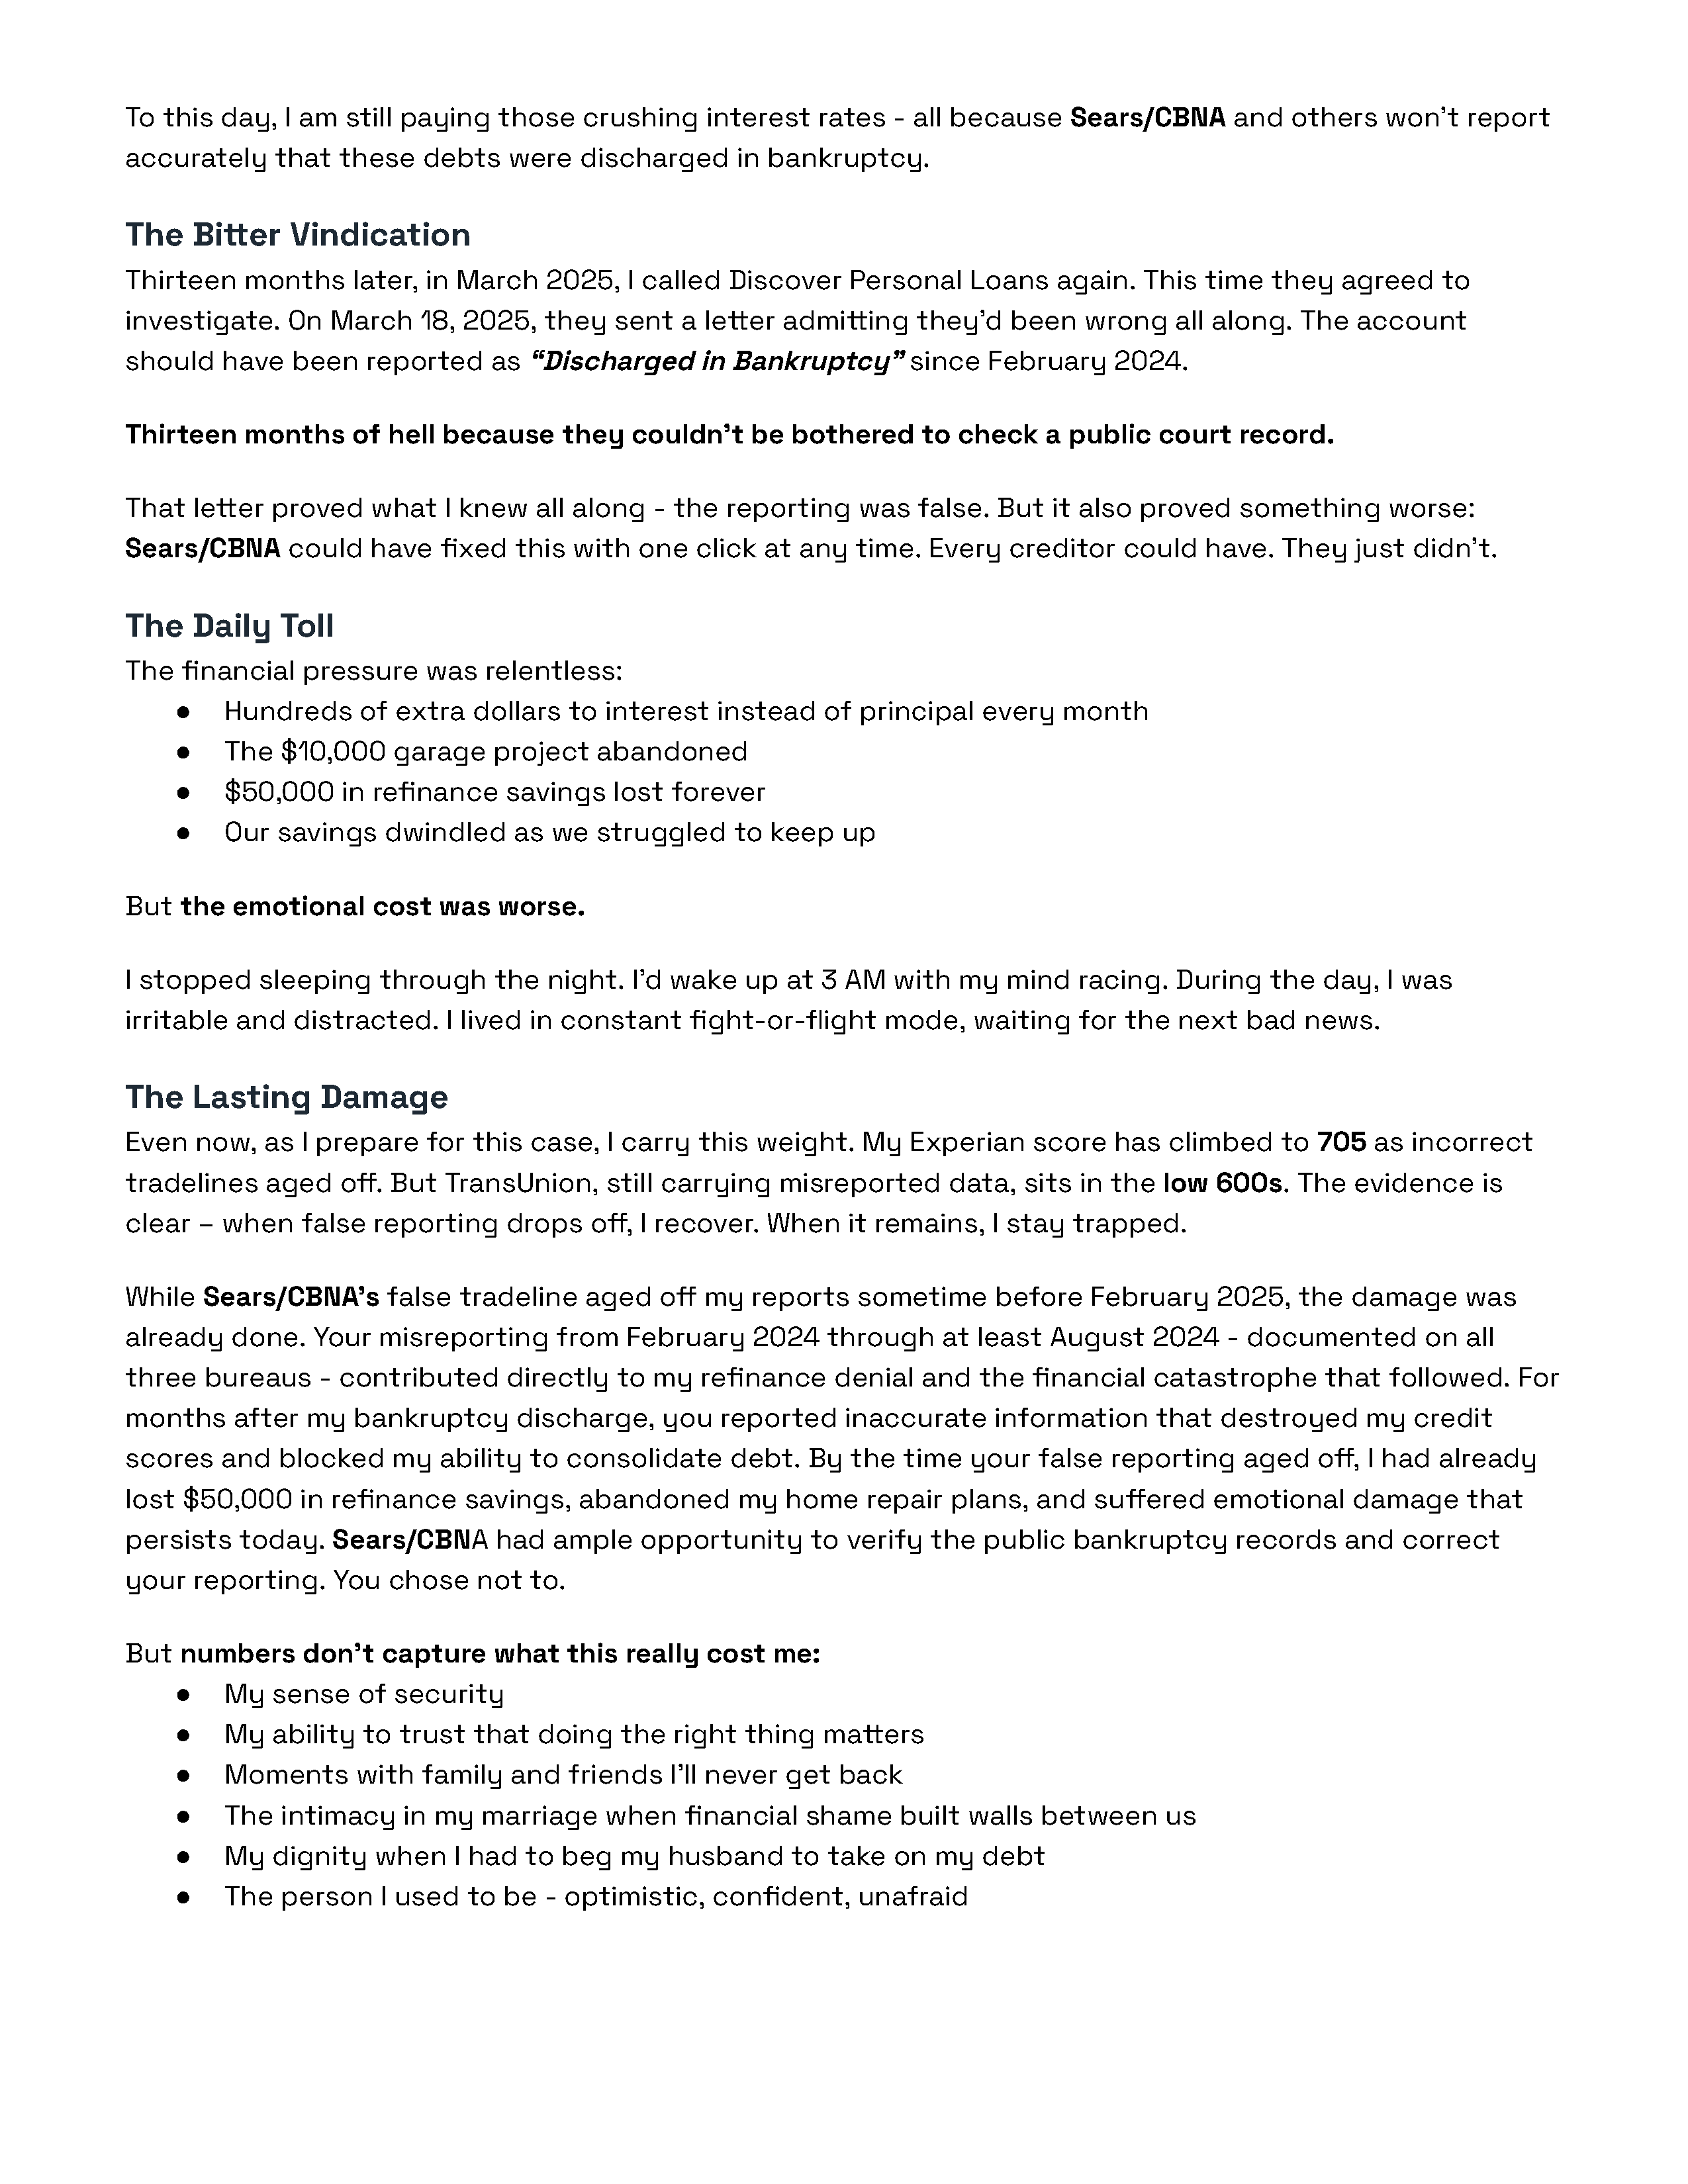 To this day, I am still paying those crushing interest rates - all because Sears/CBNA and others won’t report
accurately that these debts were discharged in bankruptcy.
The Bitter Vindication
Thirteen months later, in March 2025, I called Discover Personal Loans again. This time they agreed to
investigate. On March 18, 2025, they sent a letter admitting they’d been wrong all along. The account
should have been reported as “Discharged in Bankruptcy” since February 2024.
Thirteen months of hell because they couldn’t be bothered to check a public court record.
That letter proved what I knew all along - the reporting was false. But it also proved something worse:
Sears/CBNA could have fixed this with one click at any time. Every creditor could have. They just didn’t.
The Daily Toll
The financial pressure was relentless:
● Hundreds of extra dollars to interest instead of principal every month
● The $10,000 garage project abandoned
● $50,000 in refinance savings lost forever
● Our savings dwindled as we struggled to keep up
But the emotional cost was worse.
I stopped sleeping through the night. I’d wake up at 3 AM with my mind racing. During the day, I was
irritable and distracted. I lived in constant fight-or-flight mode, waiting for the next bad news.
The Lasting Damage
Even now, as I prepare for this case, I carry this weight. My Experian score has climbed to 705 as incorrect
tradelines aged off. But TransUnion, still carrying misreported data, sits in the low 600s. The evidence is
clear – when false reporting drops off, I recover. When it remains, I stay trapped.
While Sears/CBNA’s false tradeline aged off my reports sometime before February 2025, the damage was
already done. Your misreporting from February 2024 through at least August 2024 - documented on all
three bureaus - contributed directly to my refinance denial and the financial catastrophe that followed. For
months after my bankruptcy discharge, you reported inaccurate information that destroyed my credit
scores and blocked my ability to consolidate debt. By the time your false reporting aged off, I had already
lost $50,000 in refinance savings, abandoned my home repair plans, and suffered emotional damage that
persists today. Sears/CBNA had ample opportunity to verify the public bankruptcy records and correct
your reporting. You chose not to.
But numbers don’t capture what this really cost me:
● My sense of security
● My ability to trust that doing the right thing matters
● Moments with family and friends I’ll never get back
● The intimacy in my marriage when financial shame built walls between us
● My dignity when I had to beg my husband to take on my debt
● The person I used to be - optimistic, confident, unafraid